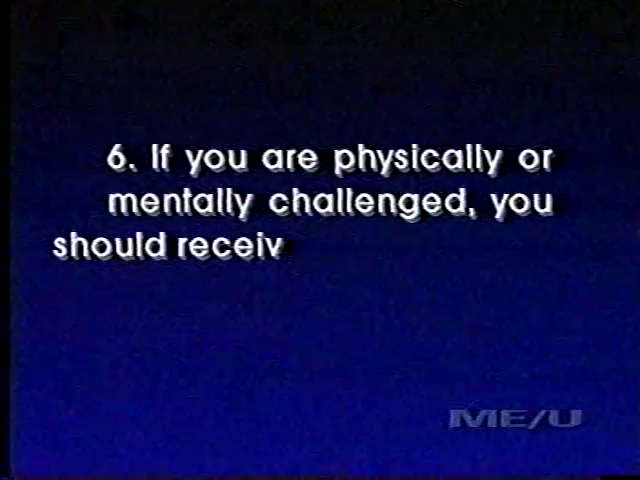 6. If you are physically or
mentally challenged, you
should receiv
ME/U